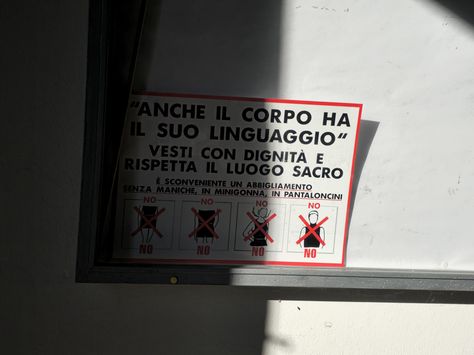 "ANCHE IL CORPO HA
IL SUO LINGUAGGIO"
VESTI CON DIGNITÀ E
RISPETTA IL LUOGO SACRO
È SCONVENIENTE UN ABBIGLIAMENTO
SENZA MANICHE, IN MINIGONNA, IN PANTALONCINI
NO NO NO NO
NO NO NO NO